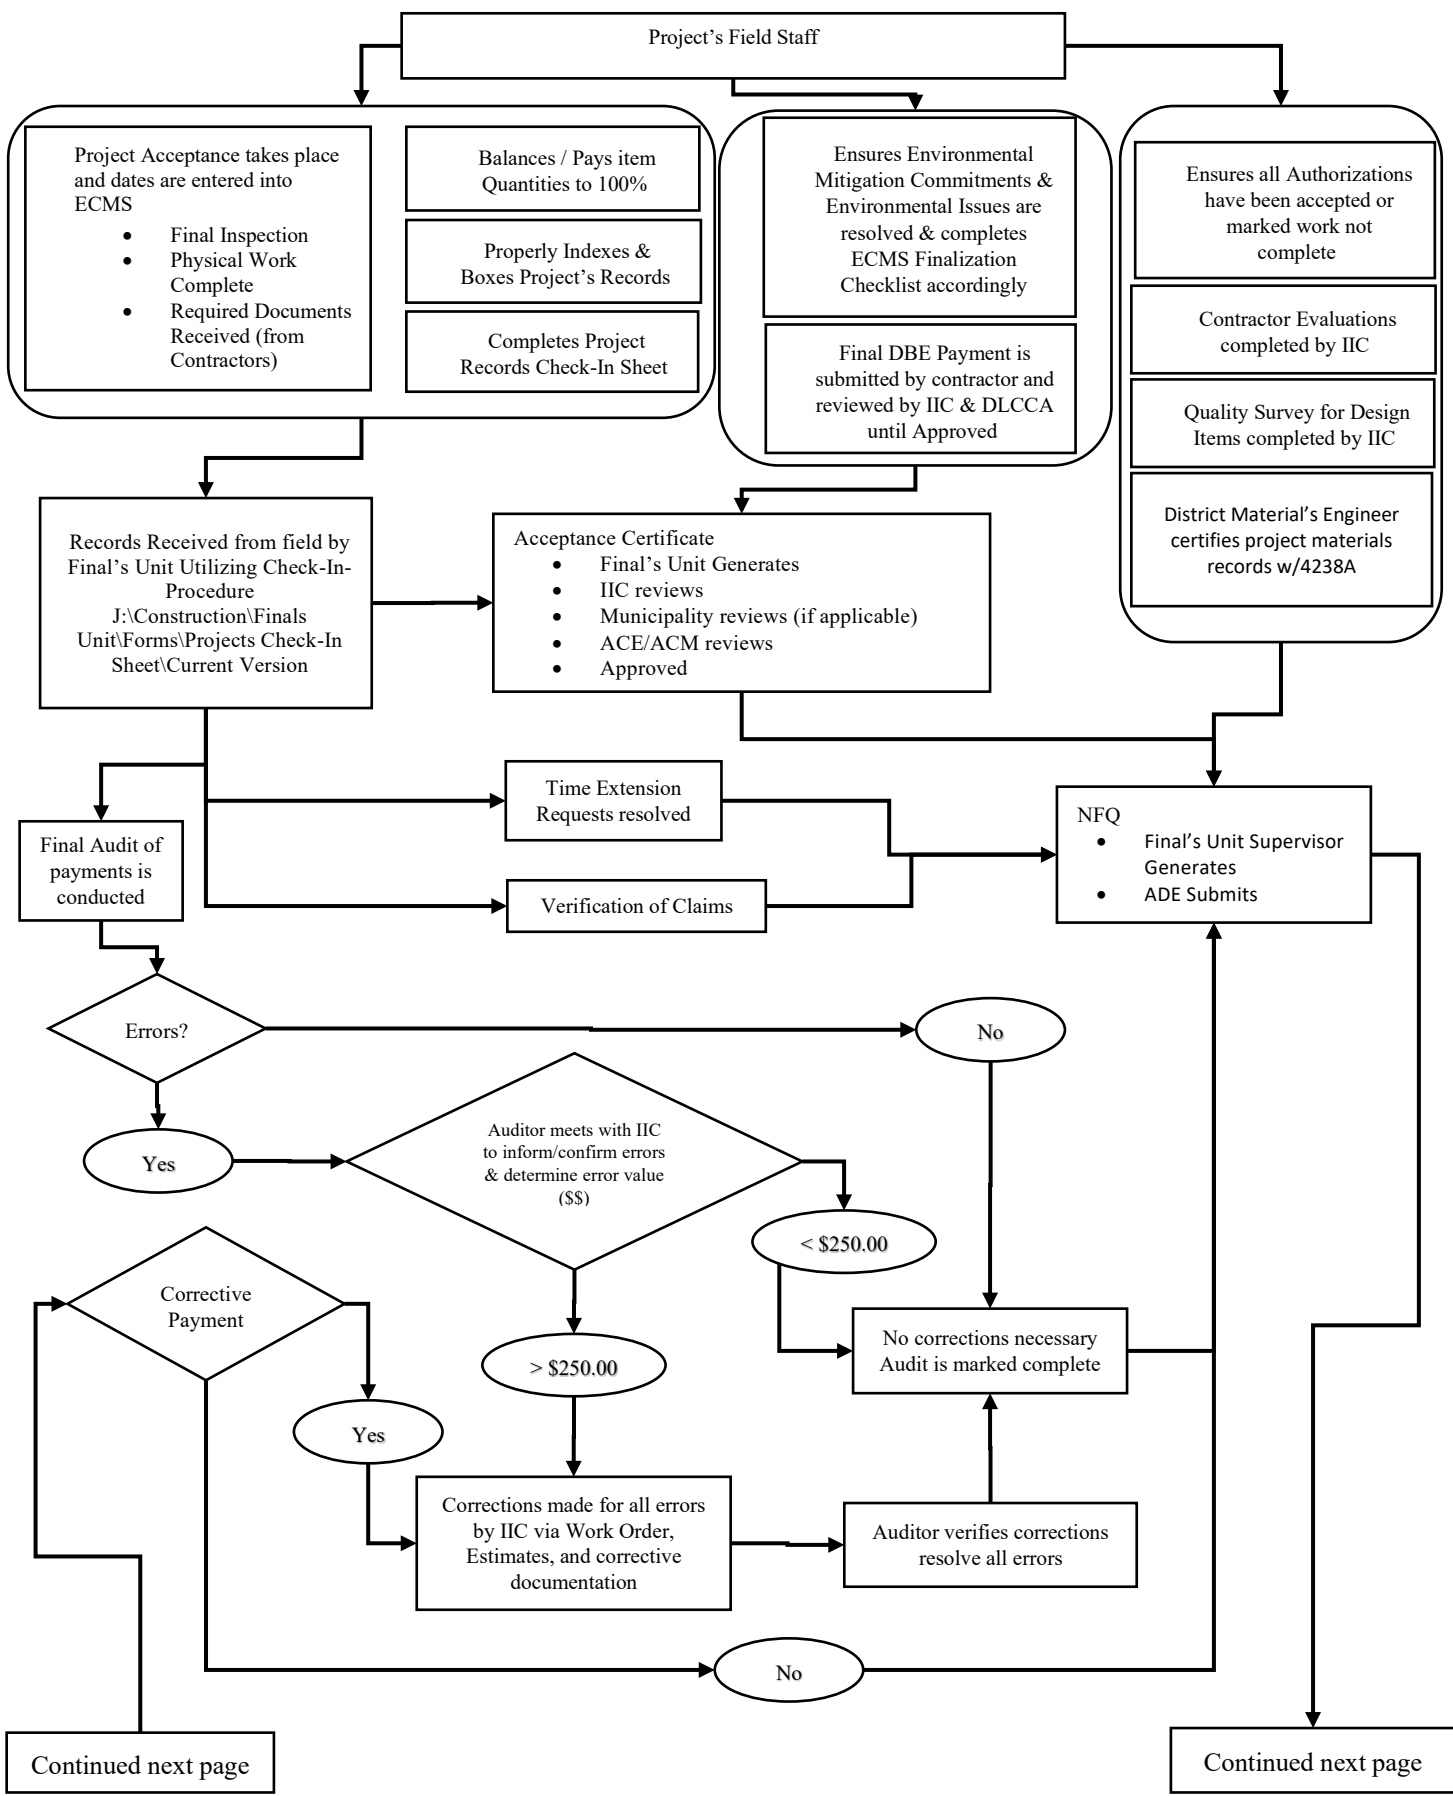 Project's Field Staff
Project Acceptance takes place
and dates are entered into
ECMS
• Final Inspection
• Physical Work
Complete
• Required Documents
Received (from
Contractors)
Balances / Pays item
Quantities to 100%
Properly Indexes &
Boxes Project's Records
Completes Project
Records Check-In Sheet
Ensures Environmental
Mitigation Commitments &
Environmental Issues are
resolved & completes
ECMS Finalization
Checklist accordingly
Final DBE Payment is
submitted by contractor and
reviewed by IIC & DLCCA
until Approved
Ensures all Authorizations
have been accepted or
marked work not
complete
Contractor Evaluations
completed by IIC
Quality Survey for Design
Items completed by IIC
District Material's Engineer
certifies project materials
records w/4238A
Records Received from field by
Final's Unit Utilizing Check-In-
Procedure
J:\Construction\Finals
Unit\Forms\Projects Check-In
Sheet\Current Version
Acceptance Certificate
• Final's Unit Generates
• IIC reviews
• Municipality reviews (if applicable)
• ACE/ACM reviews
• Approved
Time Extension
Requests resolved
Verification of Claims
NFQ
• Final's Unit Supervisor
Generates
• ADE Submits
Final Audit of
payments is
conducted
Errors?
No
Yes
Auditor meets with IIC
to inform/confirm errors
& determine error value
($$)
< $250.00
> $250.00
Corrective
Payment
Yes
No corrections necessary
Audit is marked complete
Corrections made for all errors
by IIC via Work Order,
Estimates, and corrective
documentation
Auditor verifies corrections
resolve all errors
No
Continued next page
Continued next page